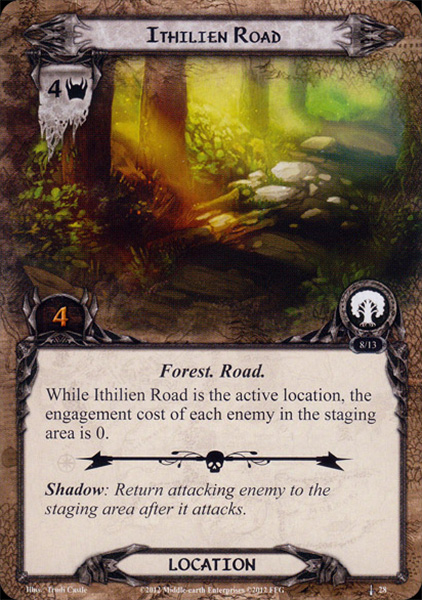 Ithilien Road
4
4
8/13
Forest. Road.
While Ithilien Road is the active location, the
engagement cost of each enemy in the staging
area is 0.
Shadow: Return attacking enemy to the
staging area after it attacks.
LOCATION
Illus. Trudi Castle ©2012 Middle-earth Enterprises ©2012 FFG 28